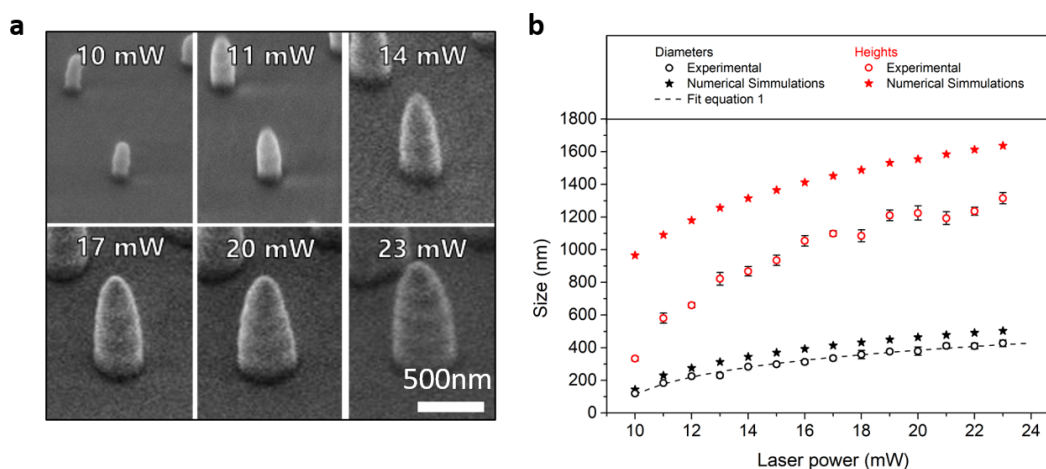 a
10 mW
11 mW
14 mW
17 mW
20 mW
23 mW
500nm
b
Diameters
Experimental
Numerical Simmulations
Fit equation 1
Heights
Experimental
Numerical Simmulations
1800
1600
1400
1200
1000
800
600
400
200
0
Size (nm)
10 12 14 16 18 20 22 24
Laser power (mW)